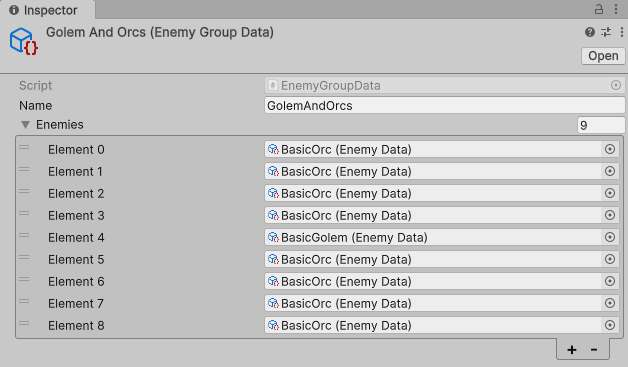 Inspector
Golem And Orcs (Enemy Group Data)
Open
Script EnemyGroupData
Name GolemAndOrcs
Enemies 9
Element 0 BasicOrc (Enemy Data)
Element 1 BasicOrc (Enemy Data)
Element 2 BasicOrc (Enemy Data)
Element 3 BasicOrc (Enemy Data)
Element 4 BasicGolem (Enemy Data)
Element 5 BasicOrc (Enemy Data)
Element 6 BasicOrc (Enemy Data)
Element 7 BasicOrc (Enemy Data)
Element 8 BasicOrc (Enemy Data)
+ -